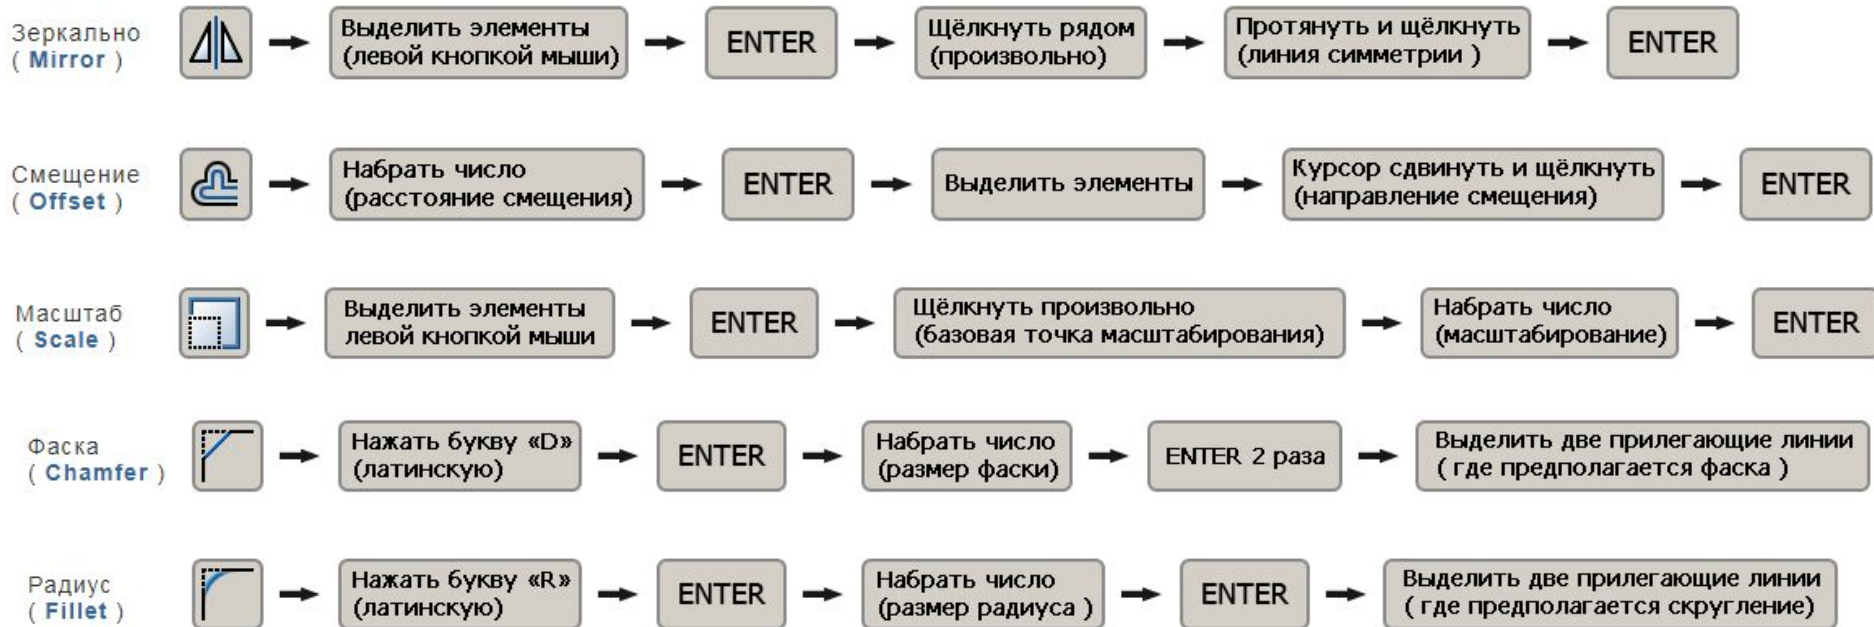 Зеркально
( Mirror )
Выделить элементы
(левой кнопкой мыши)
ENTER
Щёлкнуть рядом
(произвольно)
Протянуть и щёлкнуть
(линия симметрии )
ENTER
Смещение
( Offset )
Набрать число
(расстояние смещения)
ENTER
Выделить элементы
Курсор сдвинуть и щёлкнуть
(направление смещения)
ENTER
Масштаб
( Scale )
Выделить элементы
левой кнопкой мыши
ENTER
Щёлкнуть произвольно
(базовая точка масштабирования)
Набрать число
(масштабирование)
ENTER
Фаска
( Chamfer )
Нажать букву «D»
(латинскую)
ENTER
Набрать число
(размер фаски)
ENTER 2 раза
Выделить две прилегающие линии
( где предполагается фаска )
Радиус
( Fillet )
Нажать букву «R»
(латинскую)
ENTER
Набрать число
(размер радиуса )
ENTER
Выделить две прилегающие линии
( где предполагается скругление)